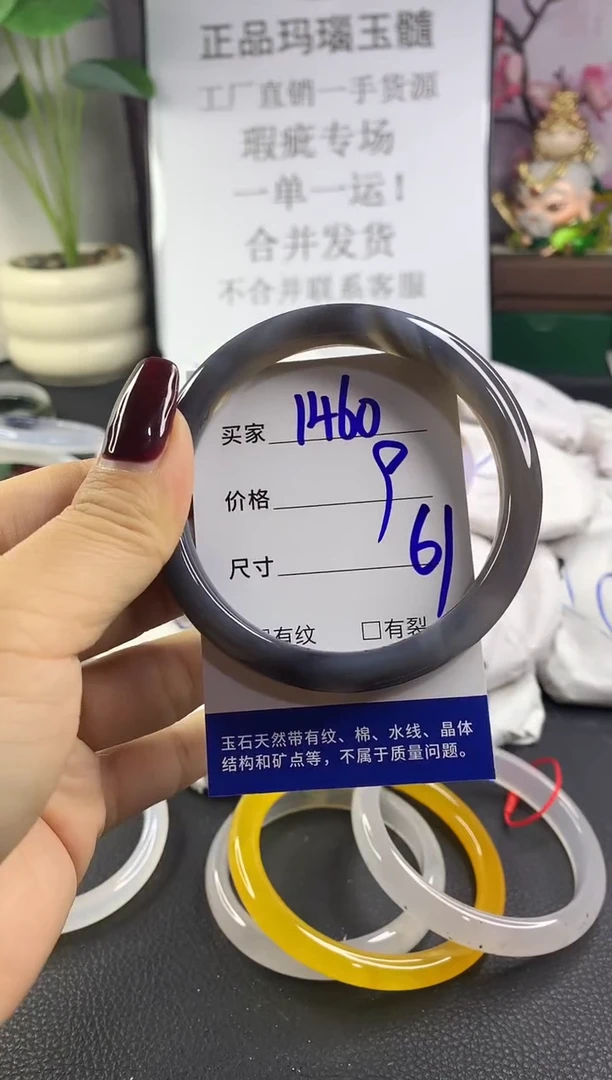 正品玛瑙玉髓
工厂直销一手货源
瑕疵专场
一单一运！
合并发货
不合并联系客服
买家 1460
价格 9
尺寸 61
有纹 □有裂
玉石天然带有纹、棉、水线、晶体
结构和矿点等，不属于质量问题。